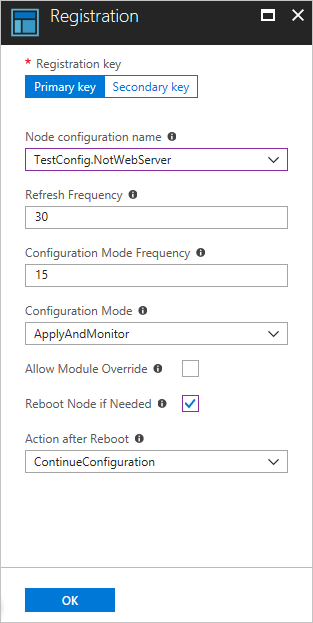 Registration
* Registration key
Primary key Secondary key
Node configuration name
TestConfig.NotWebServer
Refresh Frequency
30
Configuration Mode Frequency
15
Configuration Mode
ApplyAndMonitor
Allow Module Override
Reboot Node if Needed
Action after Reboot
ContinueConfiguration
OK